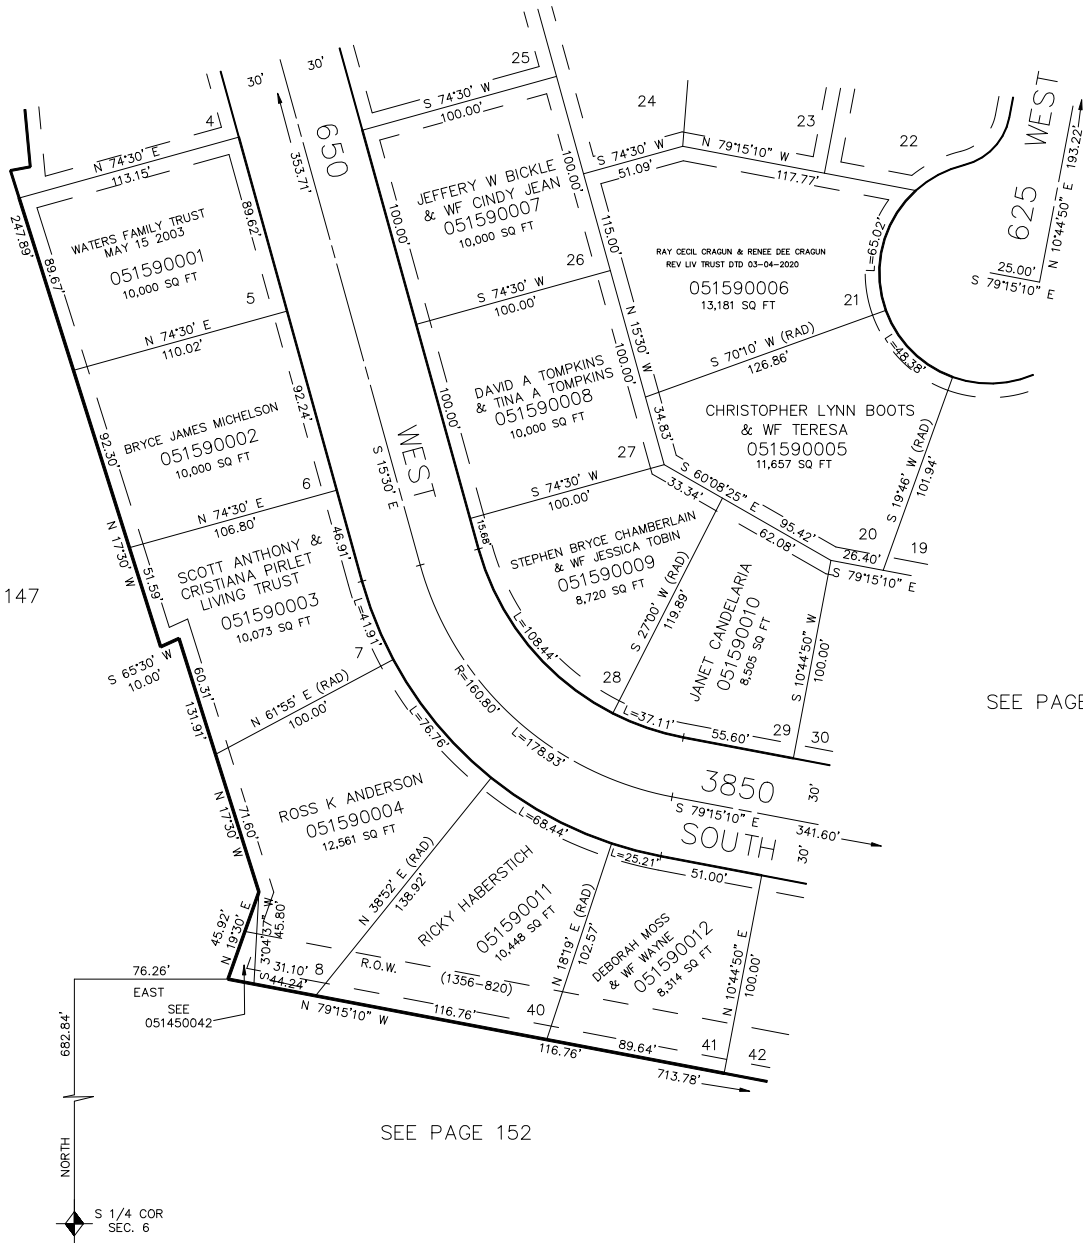 30'
30'
25
S 74°30' W
100.00'
24
23
22
WEST
625
N 10°44'50" E 193.22'
25.00'
S 79°15'10" E
4
N 74°30' E
113.15'
247.89'
353.71'
650
JEFFERY W BICKLE
& WF CINDY JEAN
051590007
10,000 SQ FT
100.00'
100.00'
S 74°30' W
51.09'
N 79°15'10" W
117.77'
WATERS FAMILY TRUST
MAY 15 2003
051590001
10,000 SQ FT
89.62'
89.67'
5
N 74°30' E
110.02'
26
S 74°30' W
100.00'
115.00'
RAY CECIL CRAGUN & RENEE DEE CRAGUN
REV LIV TRUST DTD 03-04-2020
051590006
13,181 SQ FT
L=65.02'
21
S 70°10' W (RAD)
126.86'
L=48.38'
N 15°30' W
BRYCE JAMES MICHELSON
051590002
10,000 SQ FT
92.24'
92.30'
6
N 74°30' E
106.80'
WEST
S 15°30' E
100.00'
DAVID A TOMPKINS
& TINA A TOMPKINS
051590008
10,000 SQ FT
100.00'
27
S 74°30' W
100.00'
34.83'
CHRISTOPHER LYNN BOOTS
& WF TERESA
051590005
11,657 SQ FT
S 19°46' W (RAD)
101.94'
20
19
26.40'
S 79°15'10" E
S 60°08'25" E
95.42'
33.34'
62.08'
N 17°30' W
51.59'
SCOTT ANTHONY &
CRISTIANA PIRLET
LIVING TRUST
051590003
10,073 SQ FT
46.91'
L=41.91'
7
147
S 65°30' W
10.00'
60.31'
131.91'
N 61°55' E (RAD)
100.00'
15.68'
STEPHEN BRYCE CHAMBERLAIN
& WF JESSICA TOBIN
051590009
8,720 SQ FT
L=108.44'
S 27°00' W (RAD)
119.89'
28
JANET CANDELARIA
051590010
8,505 SQ FT
S 10°44'50" W
100.00'
L=37.11'
55.60'
29
30
SEE PAGE
R=160.80'
L=178.93'
L=76.76'
N 17°30' W
71.60'
ROSS K ANDERSON
051590004
12,561 SQ FT
N 38°52' E (RAD)
138.92'
3850
SOUTH
S 79°15'10" E
341.60'
30'
30'
L=68.44'
L=25.21'
51.00'
RICKY HABERSTICH
051590011
10,448 SQ FT
N 18°19' E (RAD)
102.57'
DEBORAH MOSS
& WF WAYNE
051590012
8,314 SQ FT
N 10°44'50" E
100.00'
45.92'
N 19°30' E
S 3°04'37" W
45.80'
31.10'
44.24'
8
R.O.W.
(1356-820)
76.26'
EAST
SEE
051450042
N 79°15'10" W
116.76'
40
116.76'
89.64'
41
42
713.78'
682.84'
NORTH
SEE PAGE 152
S 1/4 COR
SEC. 6